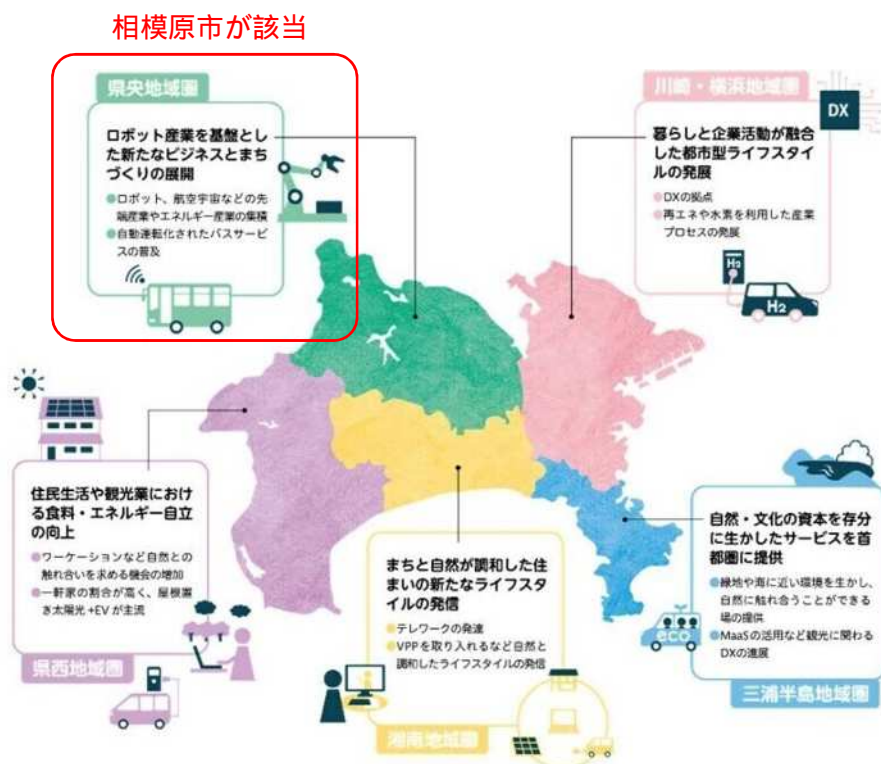 相模原市が該当
県央地域圏
ロボット産業を基盤とし
た新たなビジネスとまち
づくりの展開
●ロボット、航空宇宙などの先
端産業やエネルギー産業の集積
●自動運転化されたバスサービ
スの普及
川崎・横浜地域圏
DX
暮らしと企業活動が融合
した都市型ライフスタイ
ルの発展
●DXの拠点
●再エネや水素を利用した産業
プロセスの発展
H2
H2
住民生活や観光業におけ
る食料・エネルギー自立
の向上
●ワーケーションなど自然との
触れ合いを求める機会の増加
●一軒家の割合が高く、屋根置
き太陽光+EVが主流
県西地域圏
まちと自然が調和した住
まいの新たなライフスタ
イルの発信
●テレワークの発達
●VPPを取り入れるなど自然と
調和したライフスタイルの発信
湘南地域圏
自然・文化の資本を存分
に生かしたサービスを首
都圏に提供
●緑地や海に近い環境を生かし、
自然に触れ合うことができる
場の提供
●MaaSの活用など観光に関わる
DXの進展
eco
三浦半島地域圏